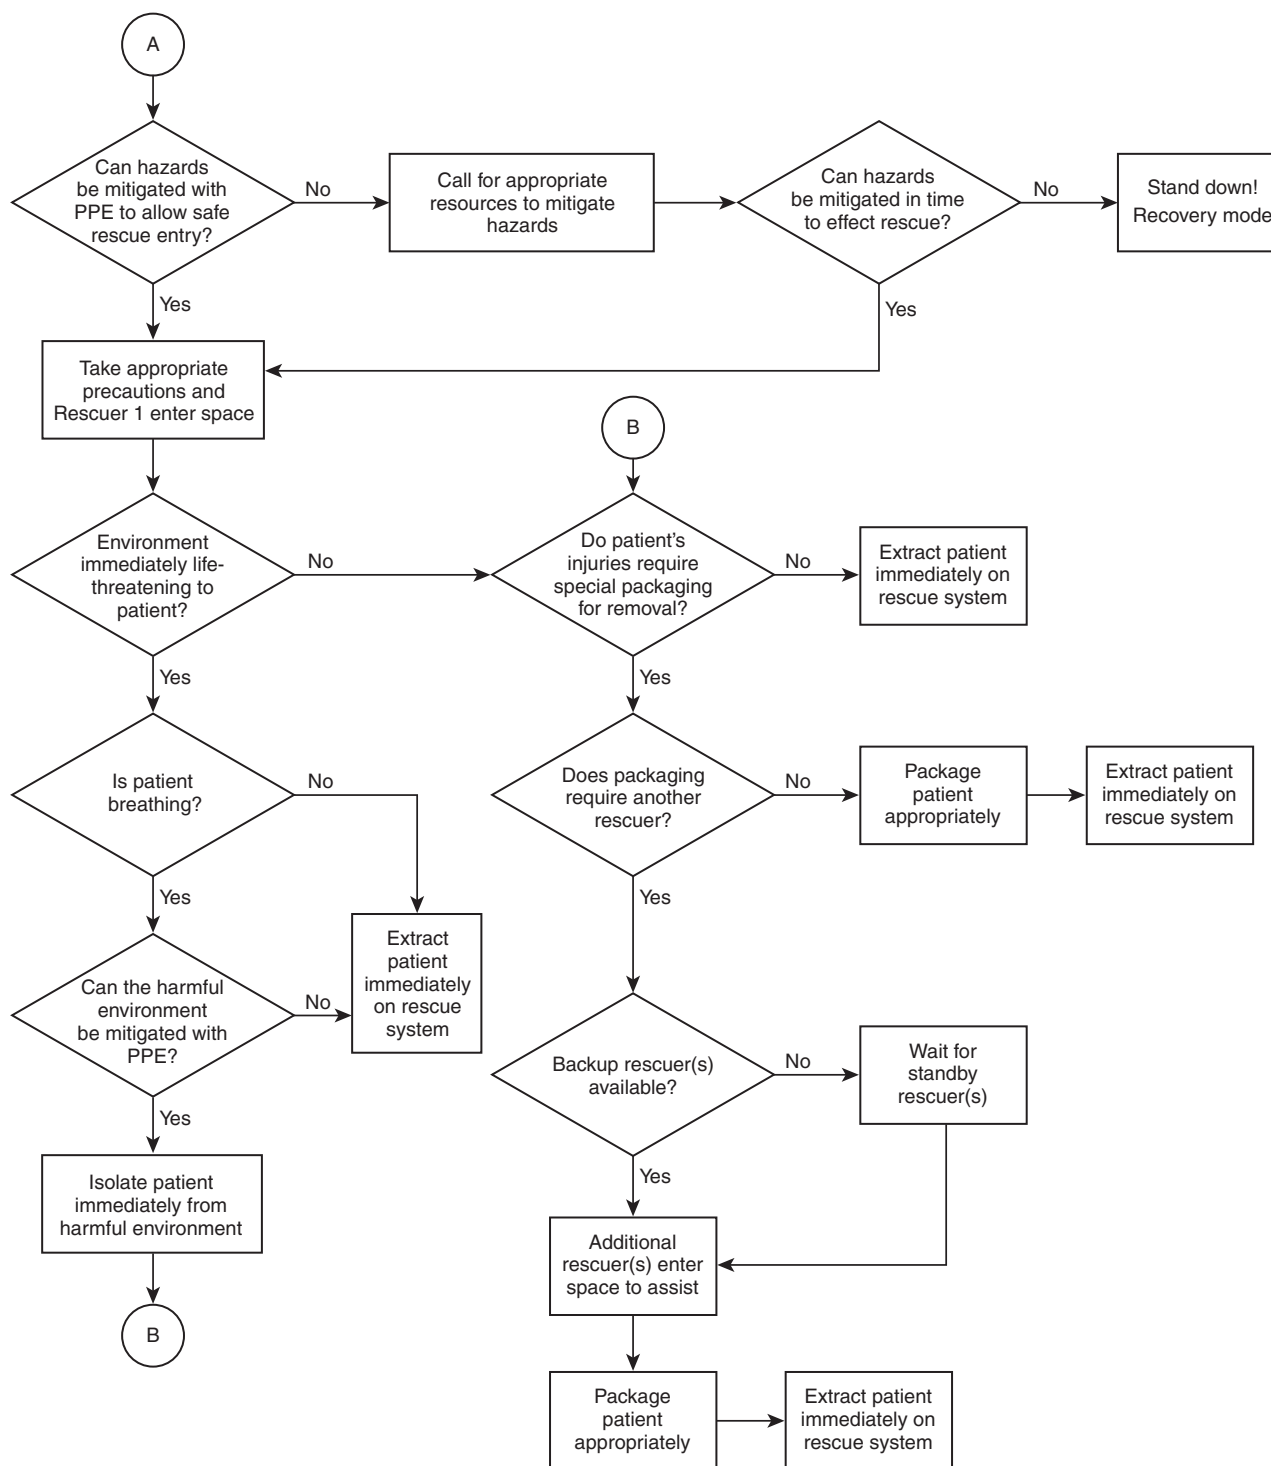 A
Can hazards
be mitigated with
PPE to allow safe
rescue entry?
No
Call for appropriate
resources to mitigate
hazards
Can hazards
be mitigated in time
to effect rescue?
No
Stand down!
Recovery mode
Yes
Yes
Take appropriate
precautions and
Rescuer 1 enter space
B
Environment
immediately life-
threatening to
patient?
No
Do patient’s
injuries require
special packaging
for removal?
No
Extract patient
immediately on
rescue system
Yes
Yes
Is patient
breathing?
No
Does packaging
require another
rescuer?
No
Package
patient
appropriately
Extract patient
immediately on
rescue system
Yes
Yes
Can the harmful
environment
be mitigated with
PPE?
No
Extract
patient
immediately
on rescue
system
Backup rescuer(s)
available?
No
Wait for
standby
rescuer(s)
Yes
Yes
Isolate patient
immediately from
harmful environment
Additional
rescuer(s) enter
space to assist
B
Package
patient
appropriately
Extract patient
immediately on
rescue system